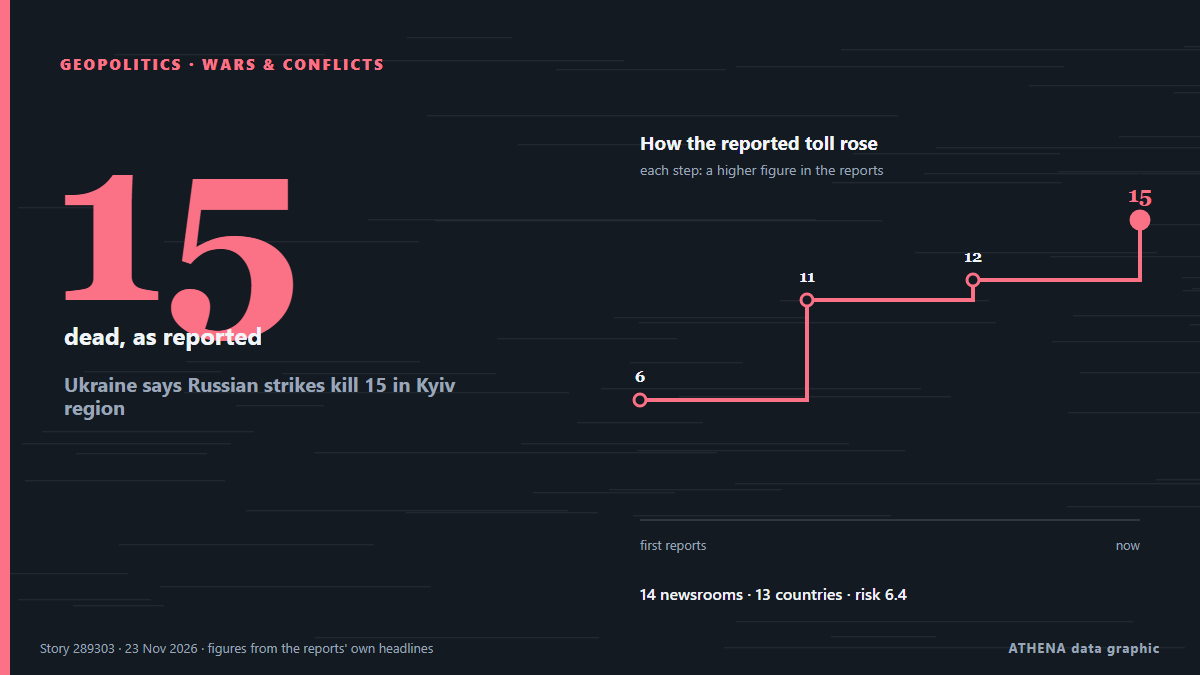 GEOPOLITICS · WARS & CONFLICTS
15
dead, as reported
Ukraine says Russian strikes kill 15 in Kyiv
region
How the reported toll rose
each step: a higher figure in the reports
6
11
12
15
first reports
now
14 newsrooms · 13 countries · risk 6.4
Story 289303 · 23 Nov 2026 · figures from the reports' own headlines
ATHENA data graphic